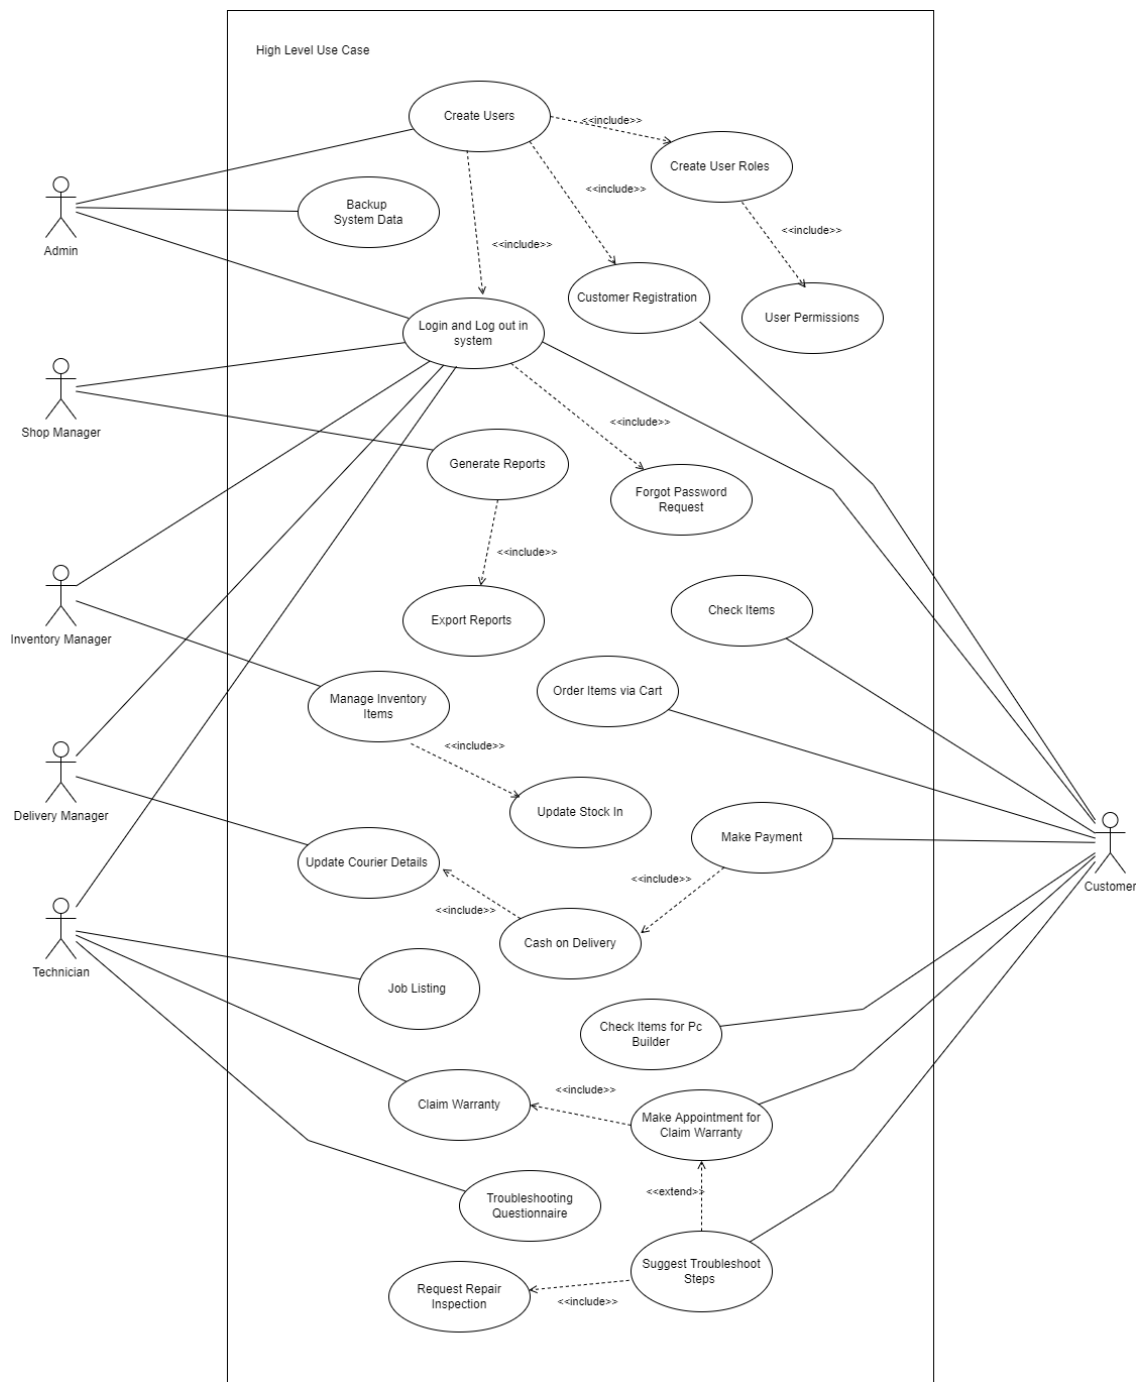 High Level Use Case
Create Users
<<include>>
Create User Roles
<<include>>
Backup
System Data
Admin
<<include>>
<<include>>
Customer Registration
User Permissions
Login and Log out in
system
Shop Manager
<<include>>
Generate Reports
Forgot Password
Request
<<include>>
Export Reports
Check Items
Inventory Manager
Manage Inventory
Items
Order Items via Cart
<<include>>
Update Stock In
Delivery Manager
Make Payment
Update Courier Details
<<include>>
Customer
<<include>>
Cash on Delivery
Technician
Job Listing
Check Items for Pc
Builder
<<include>>
Claim Warranty
Make Appointment for
Claim Warranty
<<extend>>
Troubleshooting
Questionnaire
Suggest Troubleshoot
Steps
Request Repair
Inspection
<<include>>